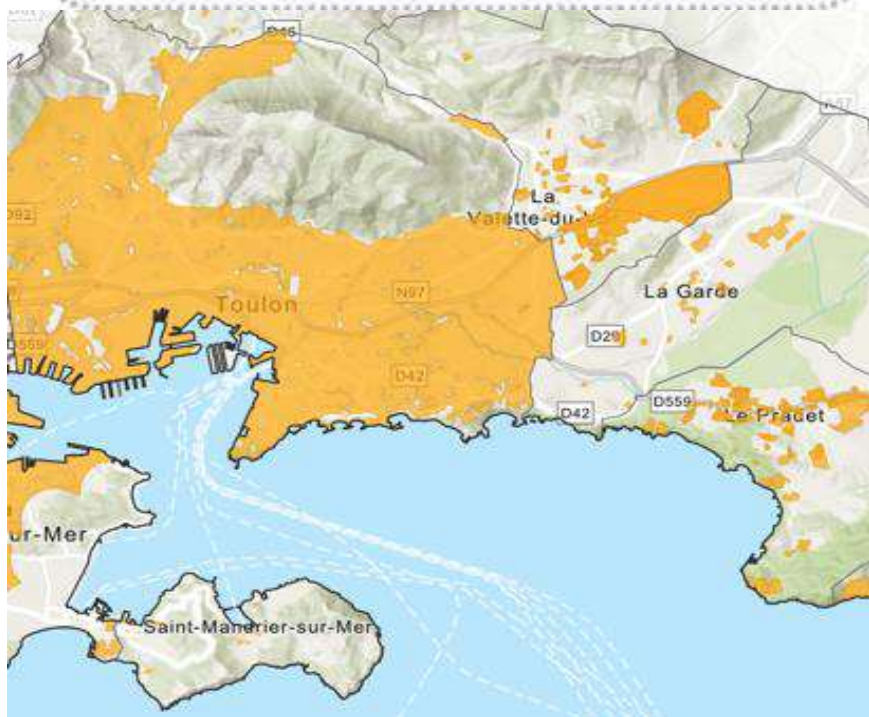 D46
D92
La
Valette-du-V
Toulon
N97
La Garde
D559
D29
D42
D42
D559
Le Pradet
ur-Mer
Saint-Mandrier-sur-Mer